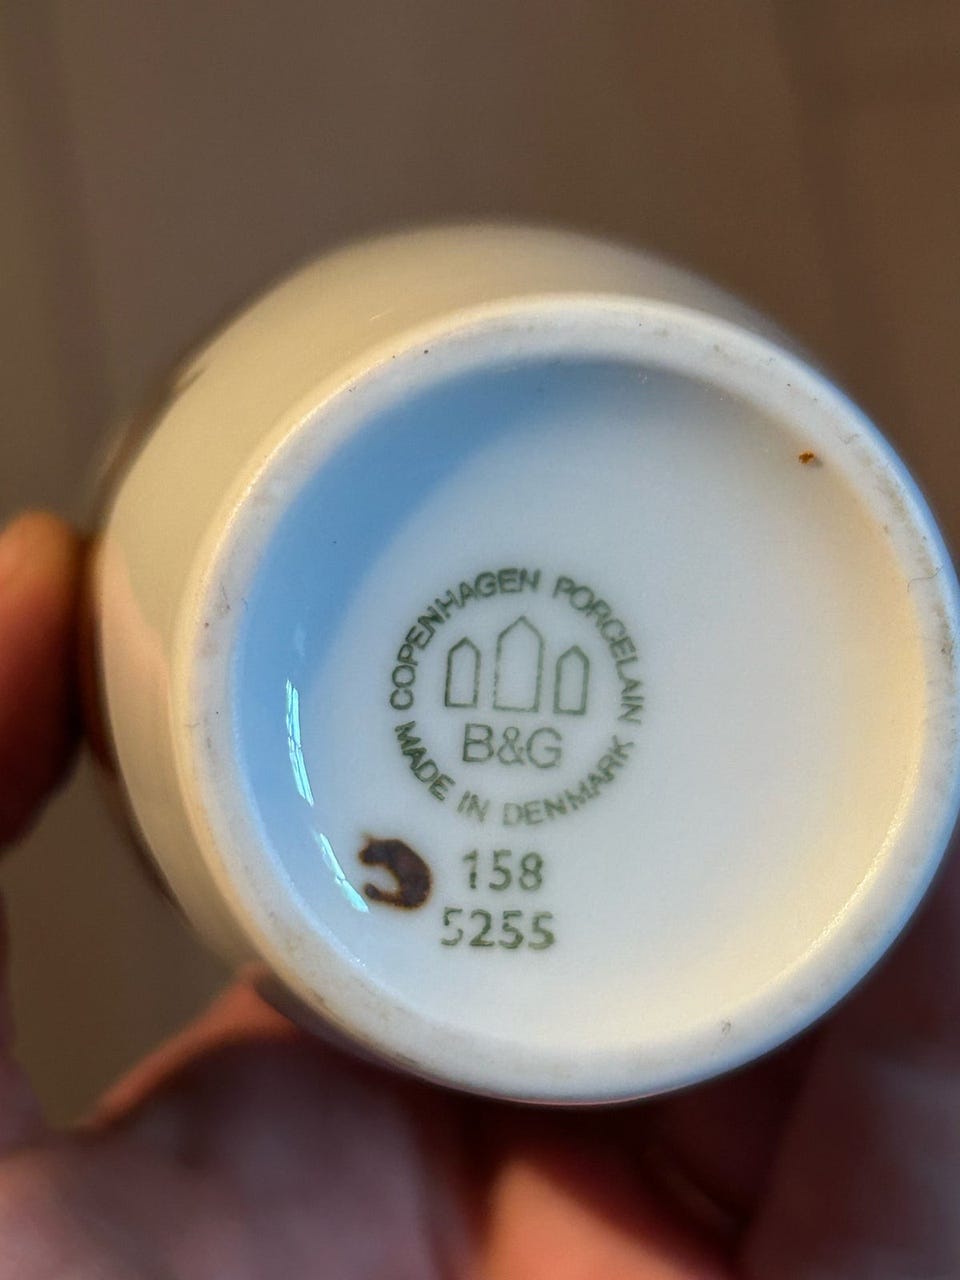 COPENHAGEN PORCELAIN
B&G
MADE IN DENMARK
158
5255